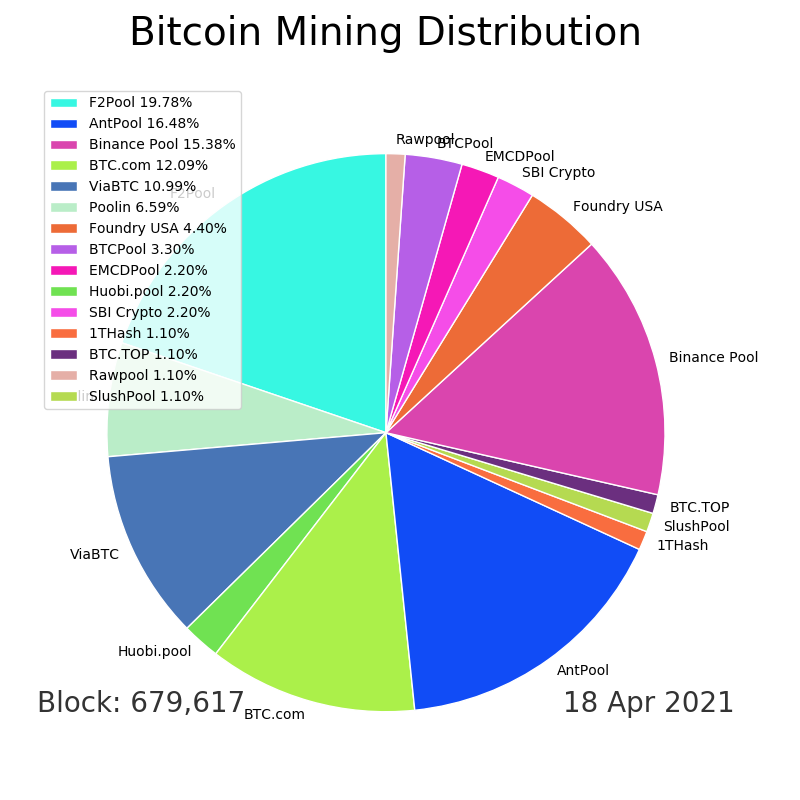 Bitcoin Mining Distribution
F2Pool 19.78%
AntPool 16.48%
Binance Pool 15.38%
BTC.com 12.09%
ViaBTC 10.99%
Poolin 6.59%
Foundry USA 4.40%
BTCPool 3.30%
EMCDPool 2.20%
Huobi.pool 2.20%
SBI Crypto 2.20%
1THash 1.10%
BTC.TOP 1.10%
Rawpool 1.10%
SlushPool 1.10%
Rawpool
BTCPool
EMCDPool
SBI Crypto
Foundry USA
F2Pool
Binance Pool
BTC.TOP
SlushPool
1THash
ViaBTC
Huobi.pool
AntPool
BTC.com
Block: 679,617
18 Apr 2021